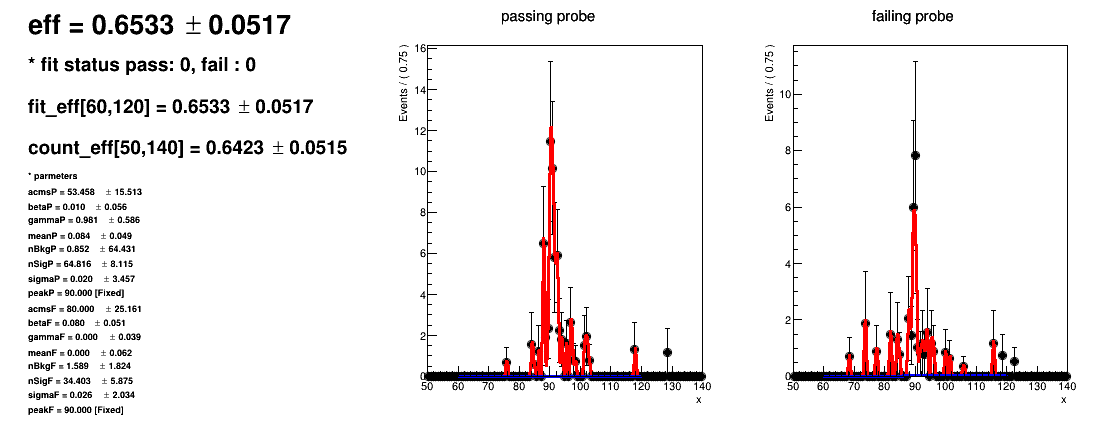 eff = 0.6533 ± 0.0517
* fit status pass: 0, fail : 0
fit_eff[60,120] = 0.6533 ± 0.0517
count_eff[50,140] = 0.6423 ± 0.0515
* parmeters
acmsP = 53.458 ± 15.513
betaP = 0.010 ± 0.056
gammaP = 0.981 ± 0.586
meanP = 0.084 ± 0.049
nBkgP = 0.852 ± 64.431
nSigP = 64.816 ± 8.115
sigmaP = 0.020 ± 3.457
peakP = 90.000 [Fixed]
acmsF = 80.000 ± 25.161
betaF = 0.080 ± 0.051
gammaF = 0.000 ± 0.039
meanF = 0.000 ± 0.062
nBkgF = 1.589 ± 1.824
nSigF = 34.403 ± 5.875
sigmaF = 0.026 ± 2.034
peakF = 90.000 [Fixed]
passing probe
Events / ( 0.75 )
16
14
12
10
8
6
4
2
0
50 60 70 80 90 100 110 120 130 140
x
failing probe
Events / ( 0.75 )
10
8
6
4
2
0
50 60 70 80 90 100 110 120 130 140
x